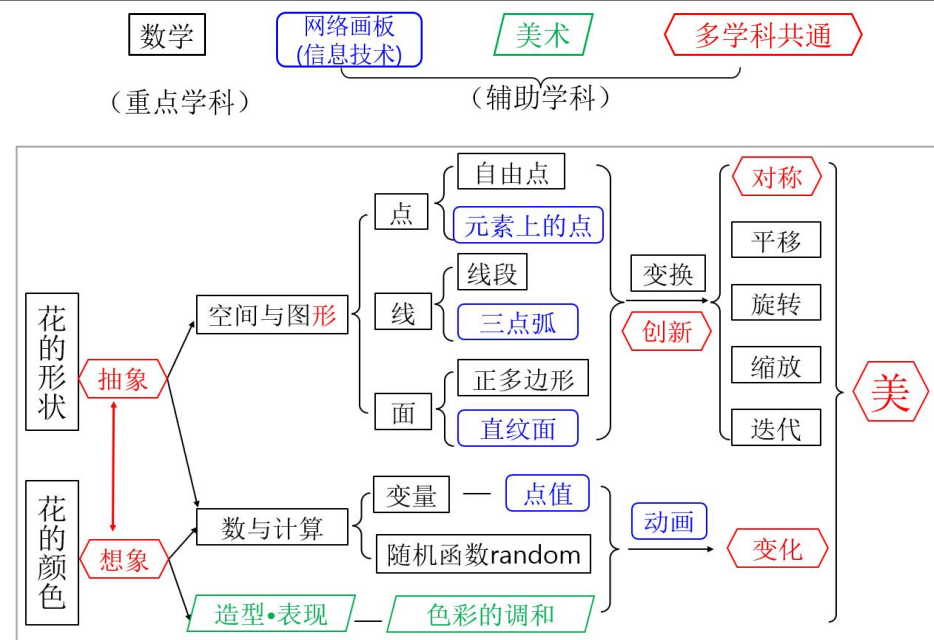 数学
网络画板
(信息技术)
美术
多学科共通
（重点学科）
（辅助学科）
花的形状
抽象
花的颜色
想象
空间与图形
点
自由点
元素上的点
线
线段
三点弧
面
正多边形
直纹面
变换
创新
对称
平移
旋转
缩放
迭代
美
数与计算
变量
点值
随机函数random
动画
变化
造型•表现
色彩的调和